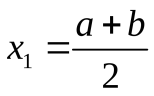 x₁ = (a + b) / 2